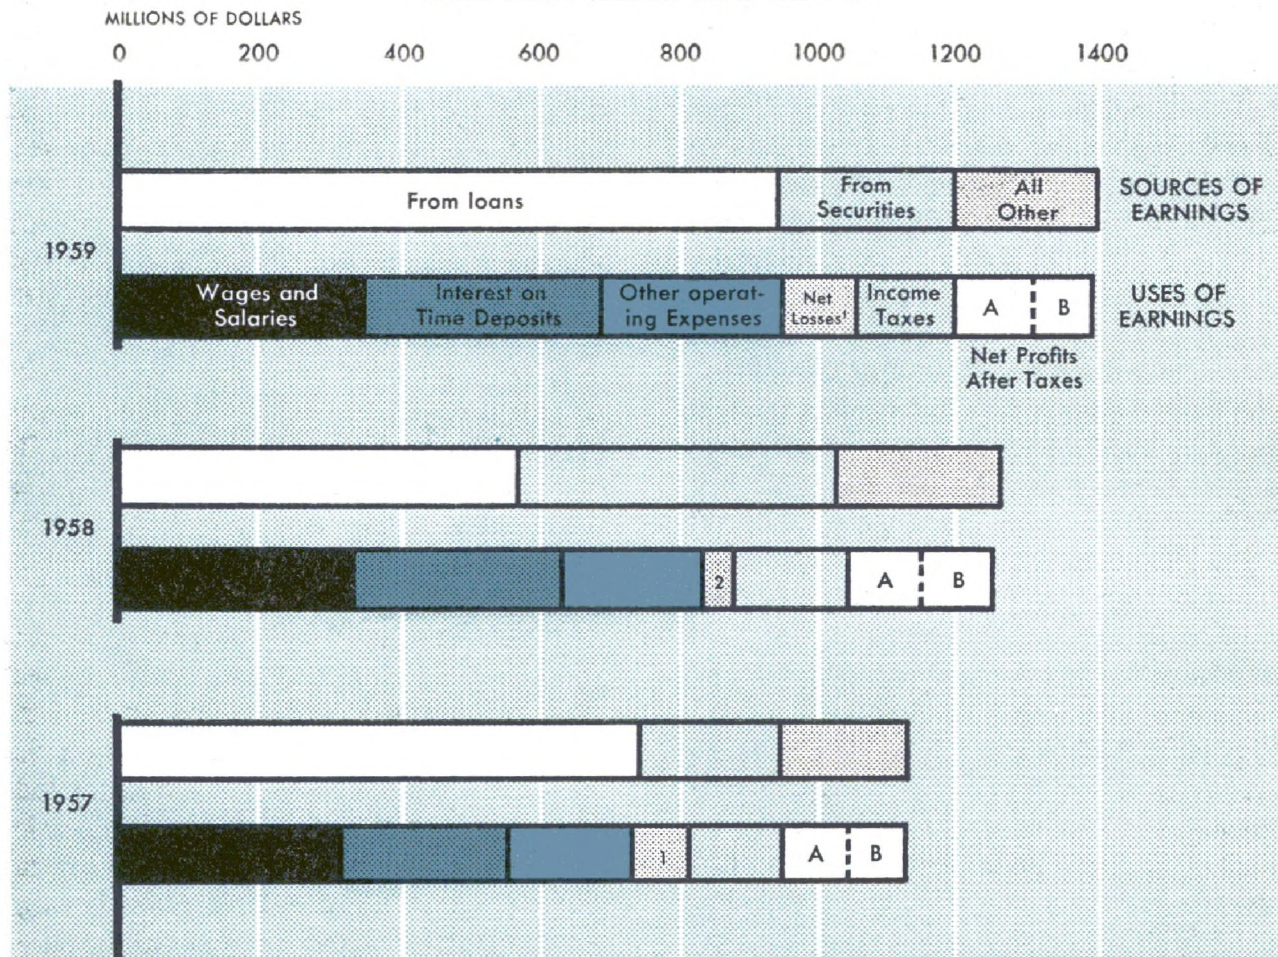 MILLIONS OF DOLLARS
0 200 400 600 800 1000 1200 1400
From loans
From
Securities
All
Other
SOURCES OF
EARNINGS
1959
Wages and
Salaries
Interest on
Time Deposits
Other operat-
ing Expenses
Net
Losses¹
Income
Taxes
A B
USES OF
EARNINGS
Net Profits
After Taxes
1958
2 A B
1957
1 A B